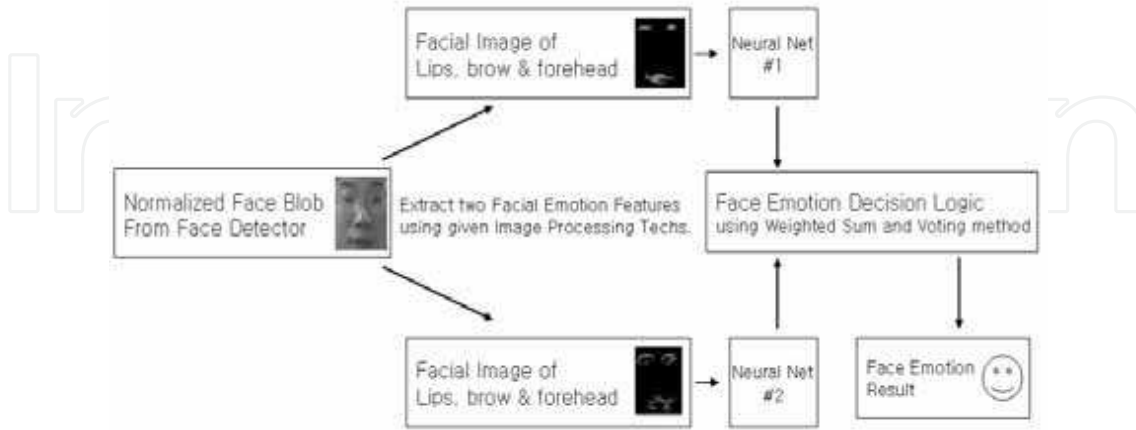 Facial Image of
Lips, brow & forehead
Neural Net
#1
Normalized Face Blob
From Face Detector
Extract two Facial Emotion Features
using given Image Processing Techs.
Face Emotion Decision Logic
using Weighted Sum and Voting method
Facial Image of
Lips, brow & forehead
Neural Net
#2
Face Emotion
Result